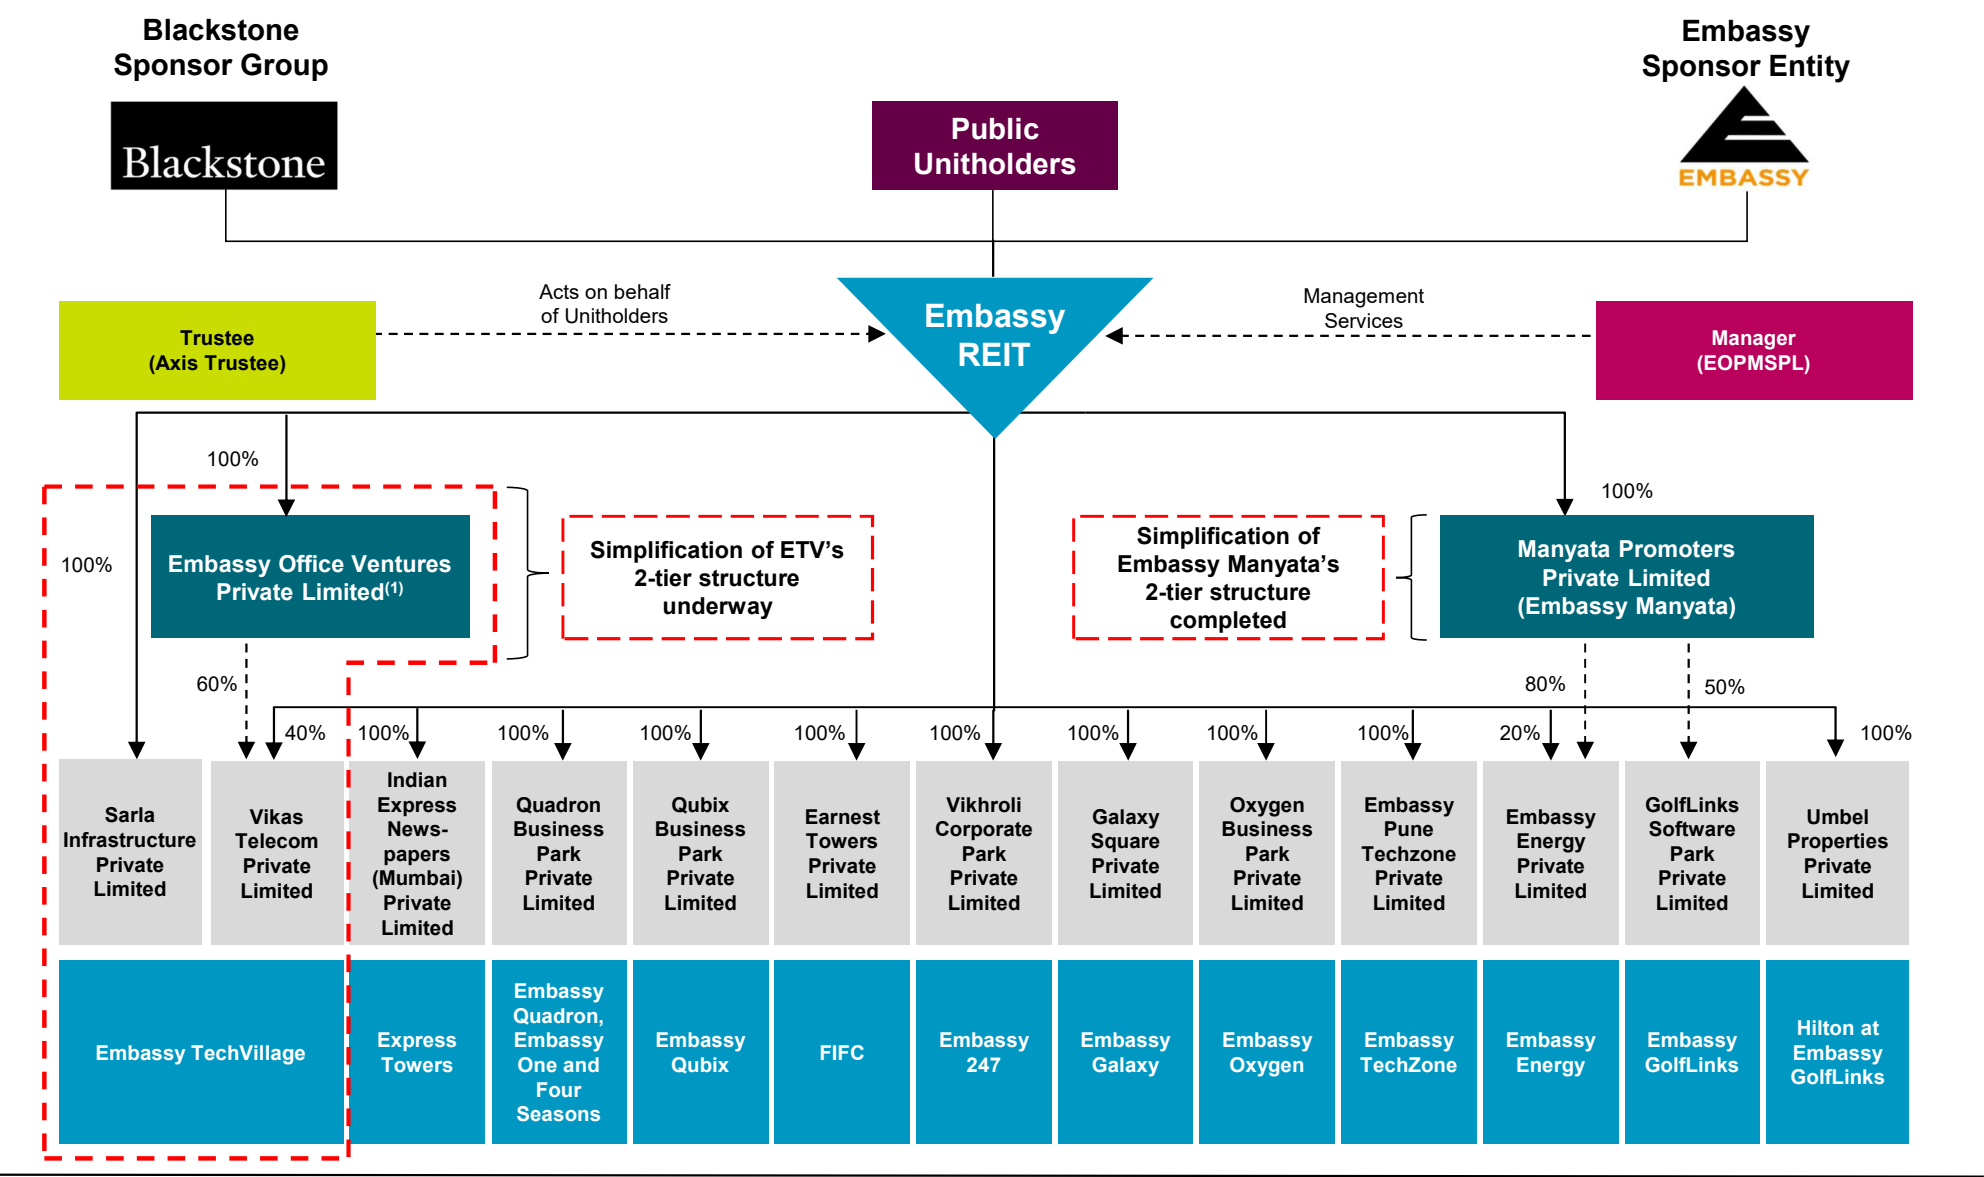 Blackstone
Sponsor Group
Blackstone
Public
Unitholders
Embassy
Sponsor Entity
EMBASSY
Trustee
(Axis Trustee)
Acts on behalf
of Unitholders
Embassy
REIT
Management
Services
Manager
(EOPMSPL)
100%
100%
100%
Embassy Office Ventures
Private Limited(1)
Simplification of ETV's
2-tier structure
underway
Simplification of
Embassy Manyata's
2-tier structure
completed
Manyata Promoters
Private Limited
(Embassy Manyata)
60%
80%
50%
40%
100%
100%
100%
100%
100%
100%
100%
100%
20%
100%
Sarla
Infrastructure
Private
Limited
Vikas
Telecom
Private
Limited
Indian
Express
News-
papers
(Mumbai)
Private
Limited
Quadron
Business
Park
Private
Limited
Qubix
Business
Park
Private
Limited
Earnest
Towers
Private
Limited
Vikhroli
Corporate
Park
Private
Limited
Galaxy
Square
Private
Limited
Oxygen
Business
Park
Private
Limited
Embassy
Pune
Techzone
Private
Limited
Embassy
Energy
Private
Limited
GolfLinks
Software
Park
Private
Limited
Umbel
Properties
Private
Limited
Embassy TechVillage
Express
Towers
Embassy
Quadron,
Embassy
One and
Four
Seasons
Embassy
Qubix
FIFC
Embassy
247
Embassy
Galaxy
Embassy
Oxygen
Embassy
TechZone
Embassy
Energy
Embassy
GolfLinks
Hilton at
Embassy
GolfLinks